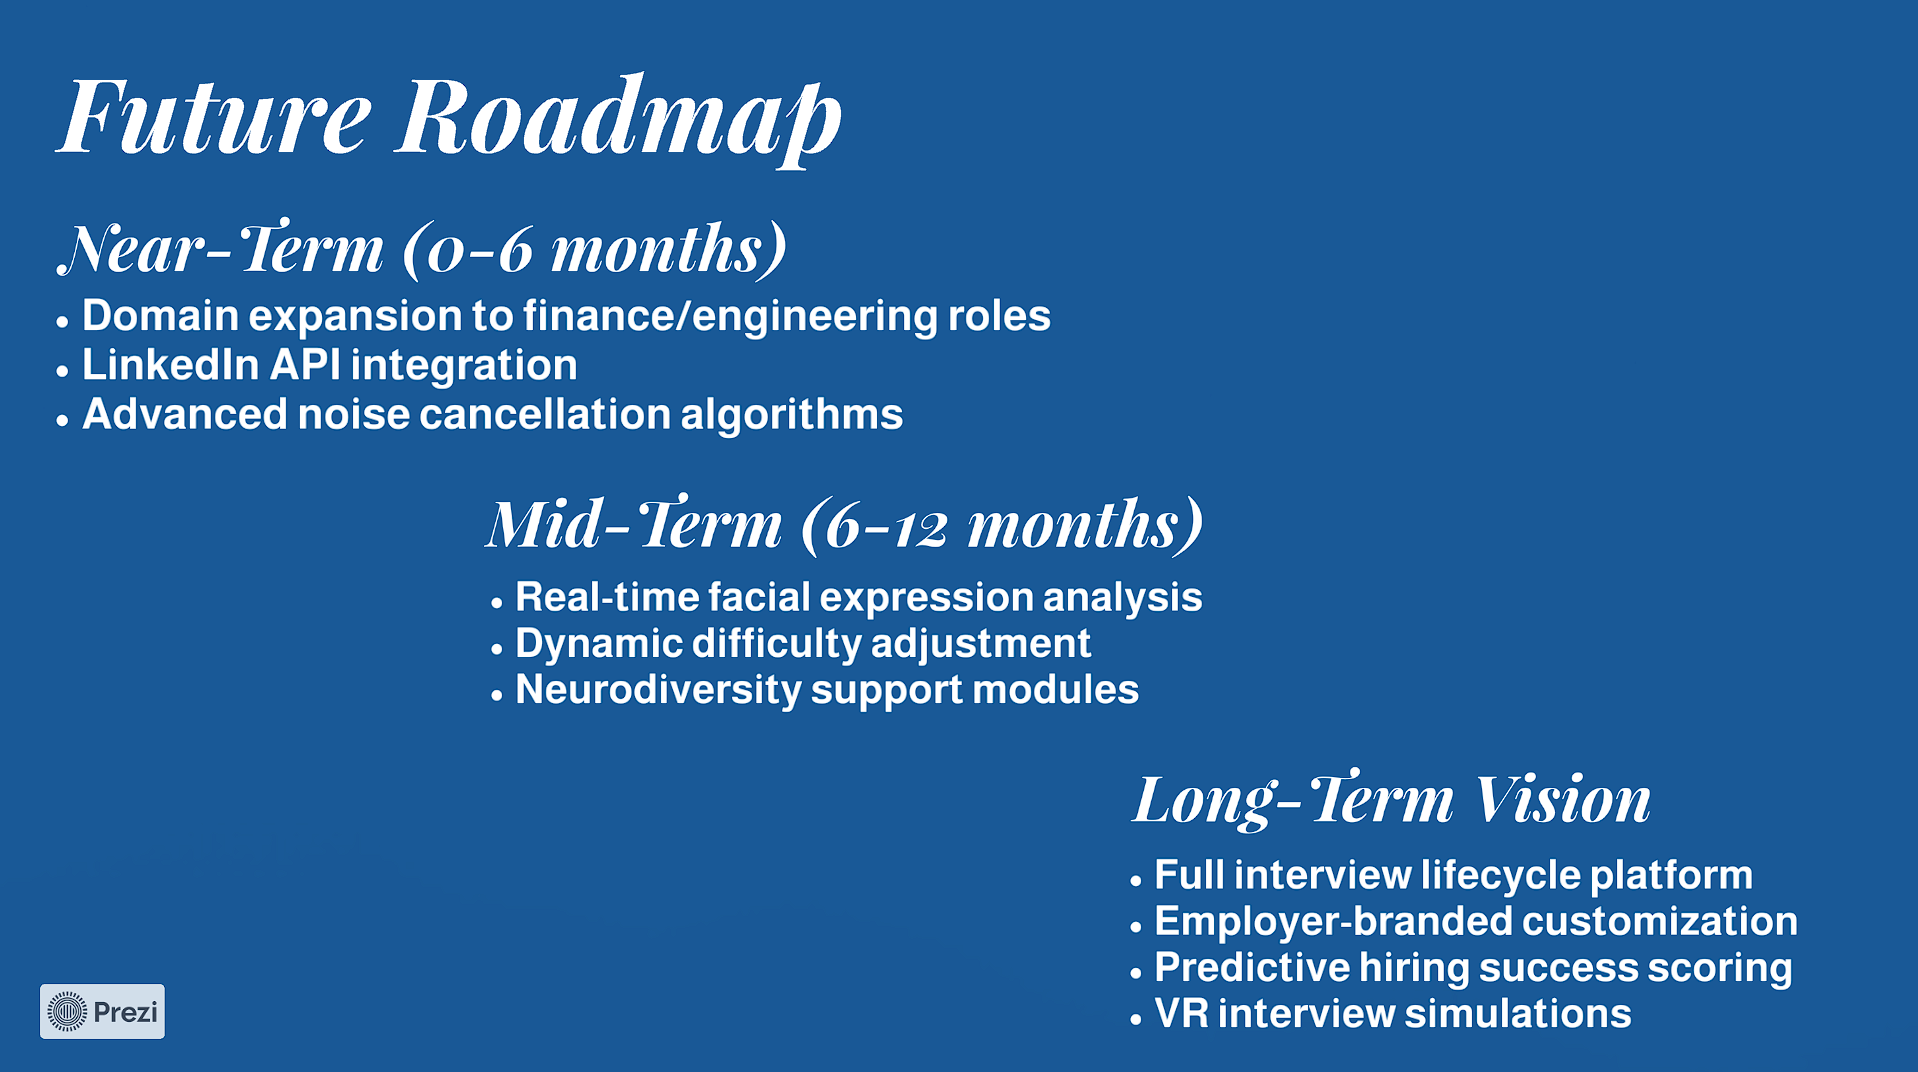 Future Roadmap
Near-Term (0-6 months)
• Domain expansion to finance/engineering roles
• LinkedIn API integration
• Advanced noise cancellation algorithms
Mid-Term (6-12 months)
• Real-time facial expression analysis
• Dynamic difficulty adjustment
• Neurodiversity support modules
Long-Term Vision
• Full interview lifecycle platform
• Employer-branded customization
• Predictive hiring success scoring
• VR interview simulations
Prezi